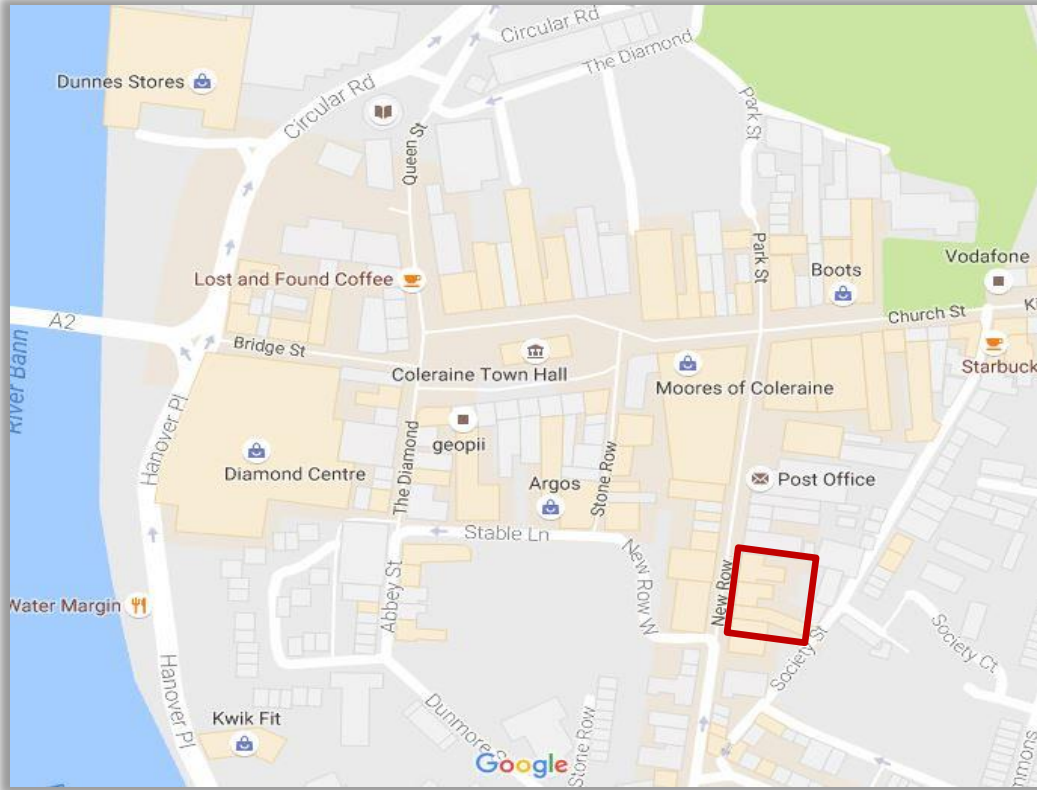 Circular Rd
The Diamond
Dunnes Stores
Circular Rd
Park St
Queen St
Park St
Vodafone
Boots
Lost and Found Coffee
Church St
A2
Bridge St
Coleraine Town Hall
Starbuck
River Bann
Moores of Coleraine
Hanover Pl
The Diamond
geopii
Diamond Centre
Argos
Stone Row
Post Office
Stable Ln
New Row W
New Row
Abbey St
Water Margin
Society St
Society Ct
Hanover Pl
Dunmore S
Kwik Fit
Stone Row
Google
mmons